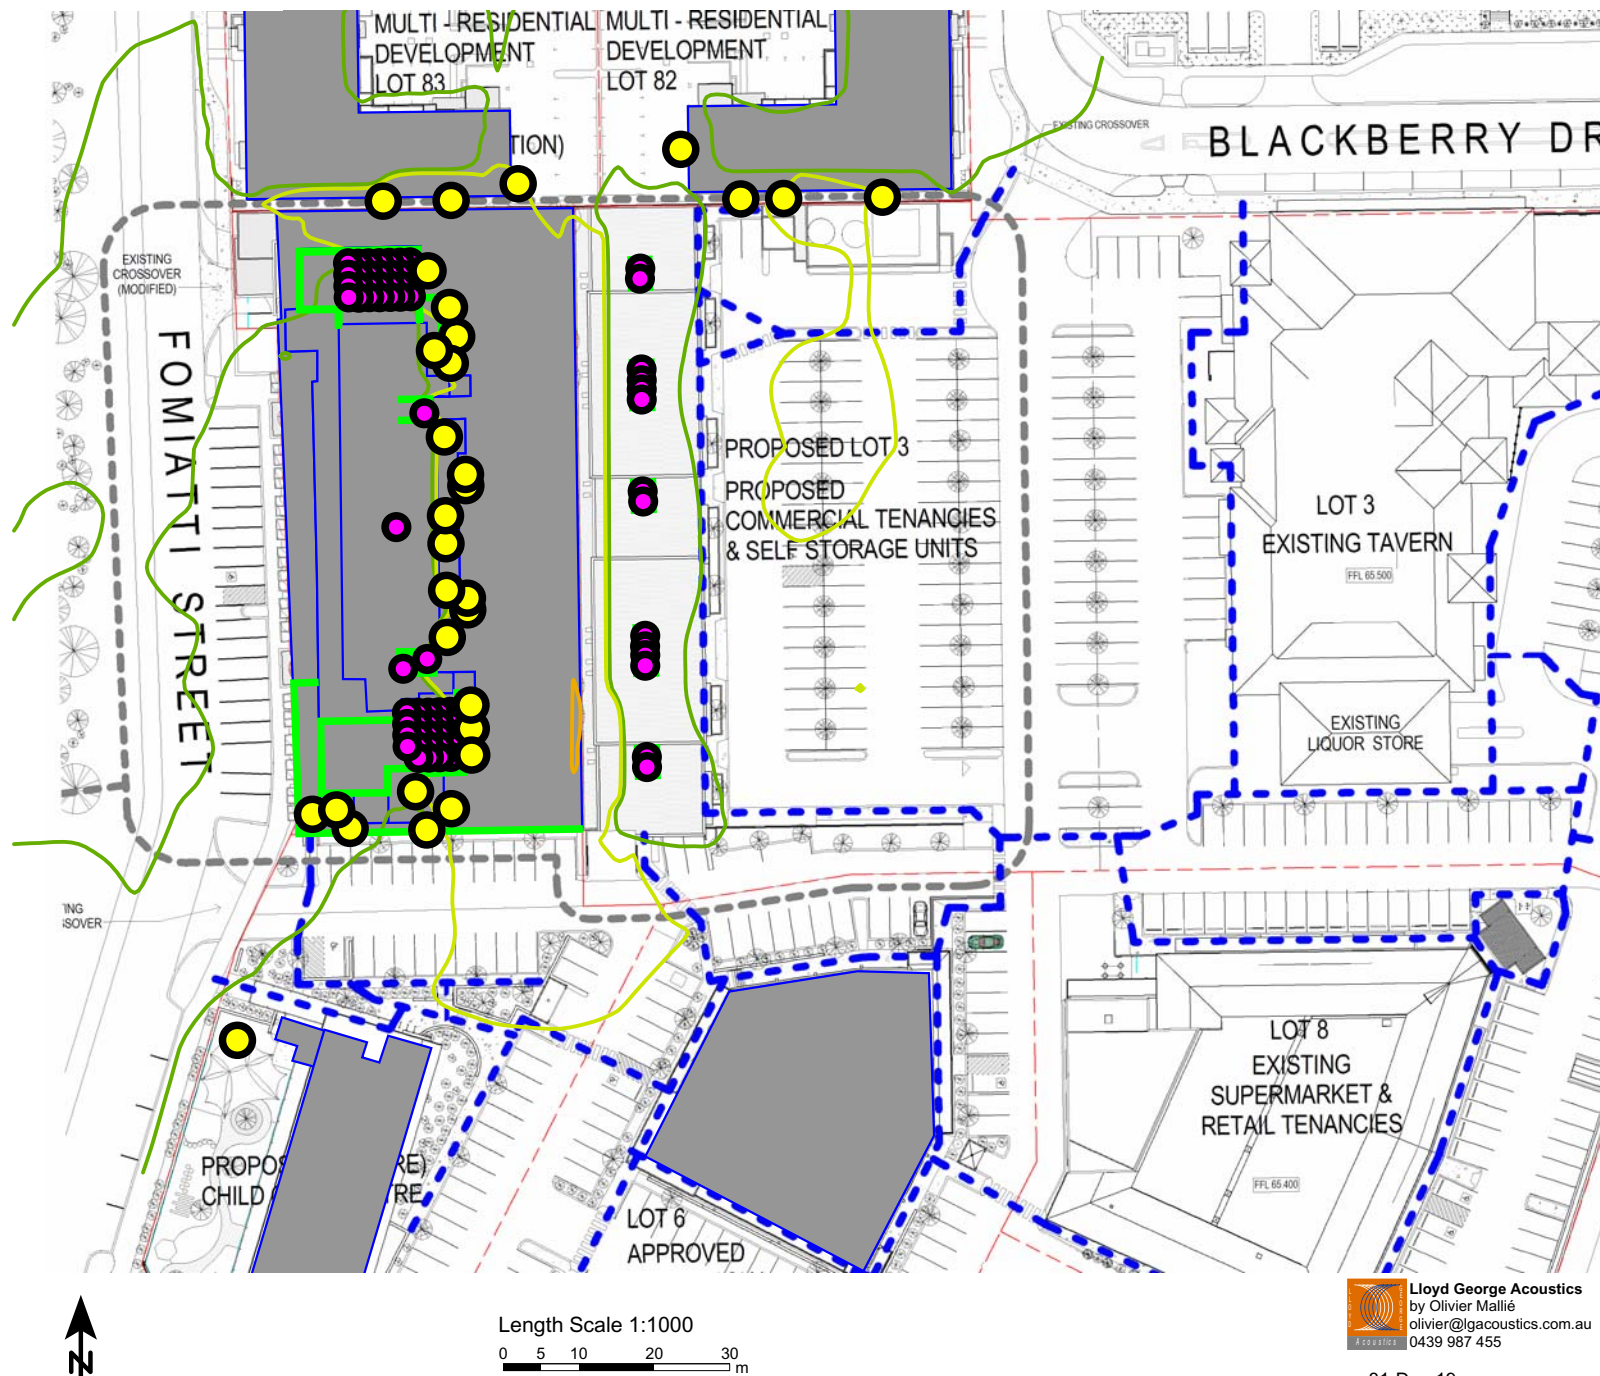 MULTI - RESIDENTIAL
DEVELOPMENT
LOT 83
MULTI - RESIDENTIAL
DEVELOPMENT
LOT 82
TION)
EXISTING CROSSOVER
BLACKBERRY DR
EXISTING
CROSSOVER
(MODIFIED)
FOMIATTI STREET
PROPOSED LOT 3
PROPOSED
COMMERCIAL TENANCIES
& SELF STORAGE UNITS
LOT 3
EXISTING TAVERN
FFL 65.500
EXISTING
LIQUOR STORE
ING
SSOVER
LOT 8
EXISTING
SUPERMARKET &
RETAIL TENANCIES
FFL 65.400
PROPOS RE)
CHILD TRE
LOT 6
APPROVED
N
Length Scale 1:1000
0 5 10 20 30
m
Lloyd George Acoustics
by Olivier Mallié
olivier@lgacoustics.com.au
0439 987 455
Acoustics